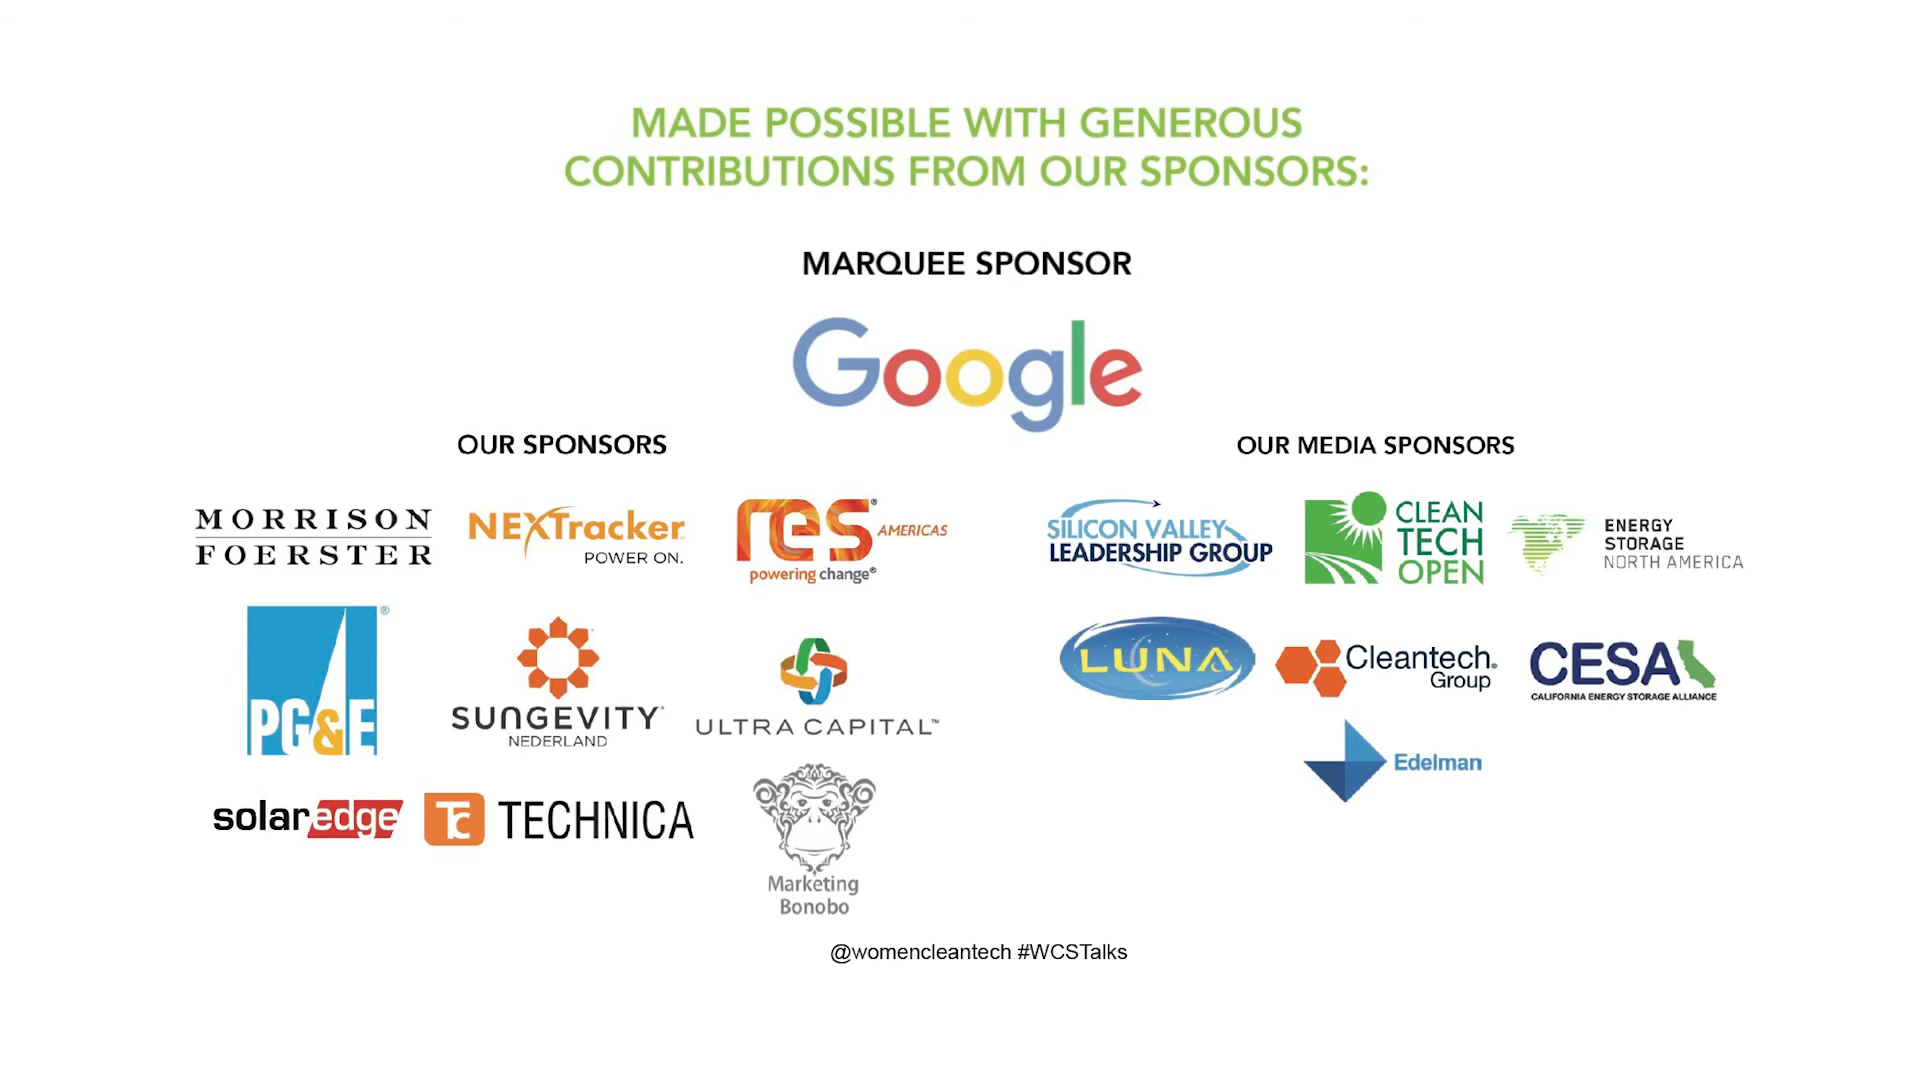 MADE POSSIBLE WITH GENEROUS
CONTRIBUTIONS FROM OUR SPONSORS:
MARQUEE SPONSOR
Google
OUR SPONSORS
MORRISON
FOERSTER
NEXTracker
POWER ON.
res® AMERICAS
powering change®
PG&E®
SUNGEVITY
NEDERLAND
ULTRA CAPITAL™
solaredge
Tc TECHNICA
Marketing
Bonobo
OUR MEDIA SPONSORS
SILICON VALLEY
LEADERSHIP GROUP
CLEAN
TECH
OPEN
ENERGY
STORAGE
NORTH AMERICA
LUNA
Cleantech®
Group
CESA
CALIFORNIA ENERGY STORAGE ALLIANCE
Edelman
@womencleantech #WCSTalks